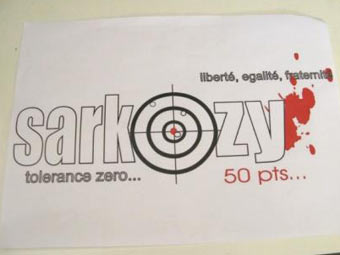 liberté, egalité, fraternité
sarkozy
tolerance zero... 50 pts...